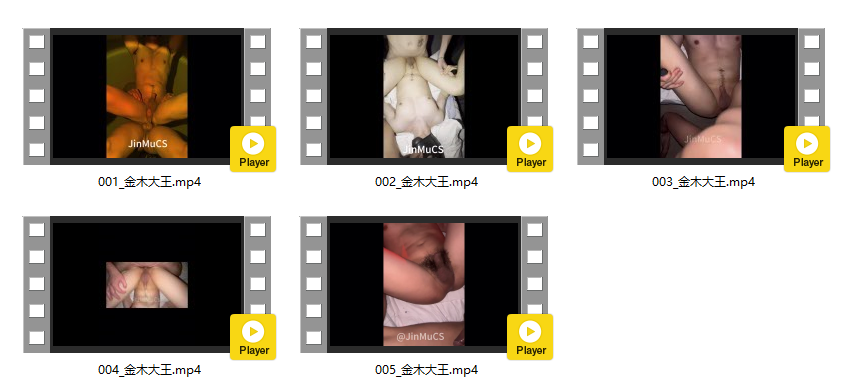 JinMuCS
Player
001_金木大王.mp4
JinMuCS
Player
002_金木大王.mp4
JinMuCS
Player
003_金木大王.mp4
Player
004_金木大王.mp4
@JinMuCS
Player
005_金木大王.mp4